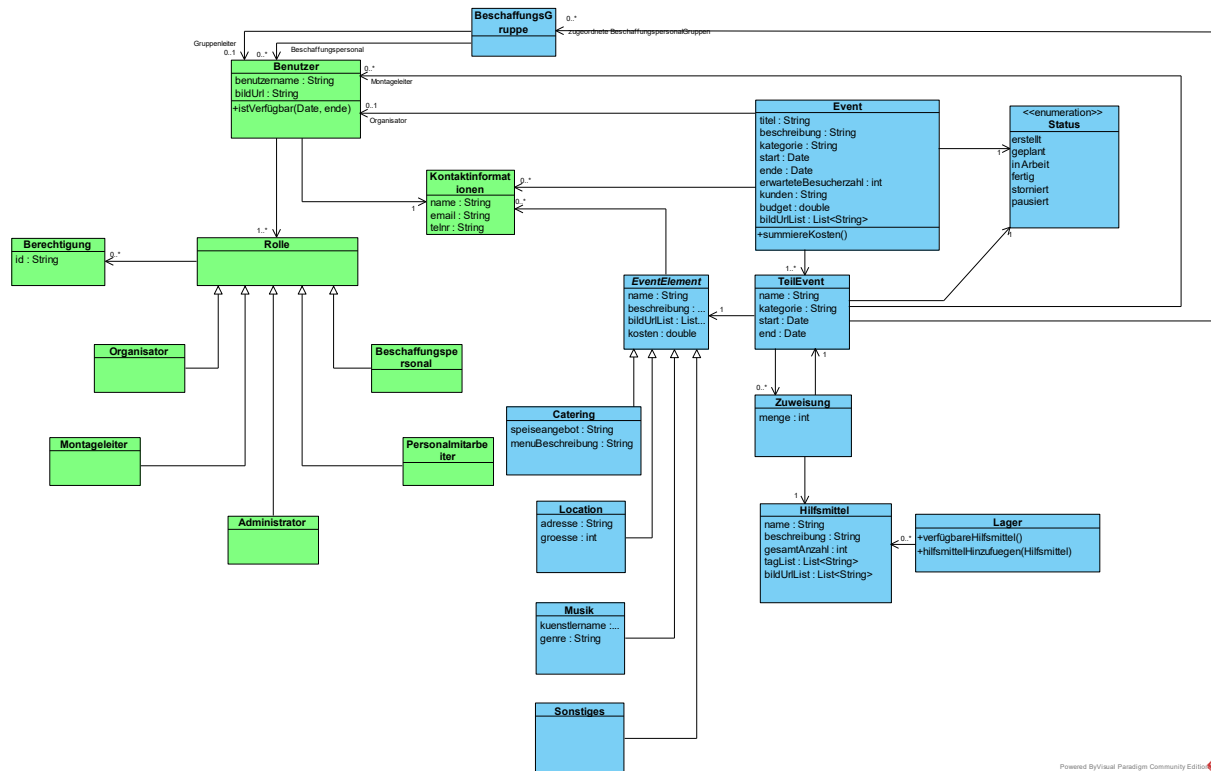 BeschaffungsG
ruppe
0..*
zugeordnete BeschaffungspersonalGruppen
Gruppenleiter
0..1
Beschaffungspersonal
0..*
Benutzer
benutzername : String
bildUrl : String
+istVerfügbar(Date, ende)
0..*
Montageleiter
0..1
Organisator
Event
titel : String
beschreibung : String
kategorie : String
start : Date
ende : Date
erwarteteBesucherzahl : int
kunden : String
budget : double
bildUrlList : List<String>
+summiereKosten()
<<enumeration>>
Status
erstellt
geplant
in Arbeit
fertig
storniert
pausiert
1
1
Kontaktinformat
ionen
name : String
email : String
telnr : String
1
0..*
0..*
Berechtigung
id : String
0..*
1..*
Rolle
EventElement
name : String
beschreibung : ...
bildUrlList : List...
kosten : double
1
1..*
TeilEvent
name : String
kategorie : String
start : Date
end : Date
Organisator
Beschaffungspe
rsonal
0..*
1
Zuweisung
menge : int
Catering
speiseangebot : String
menuBeschreibung : String
Montageleiter
Personalmitarbe
iter
Administrator
Location
adresse : String
groesse : int
1
Hilfsmittel
name : String
beschreibung : String
gesamtAnzahl : int
tagList : List<String>
bildUrlList : List<String>
0..*
Lager
+verfügbareHilfsmittel()
+hilfsmittelHinzufuegen(Hilfsmittel)
Musik
kuenstlername :...
genre : String
Sonstiges
Powered ByVisual Paradigm Community Edition